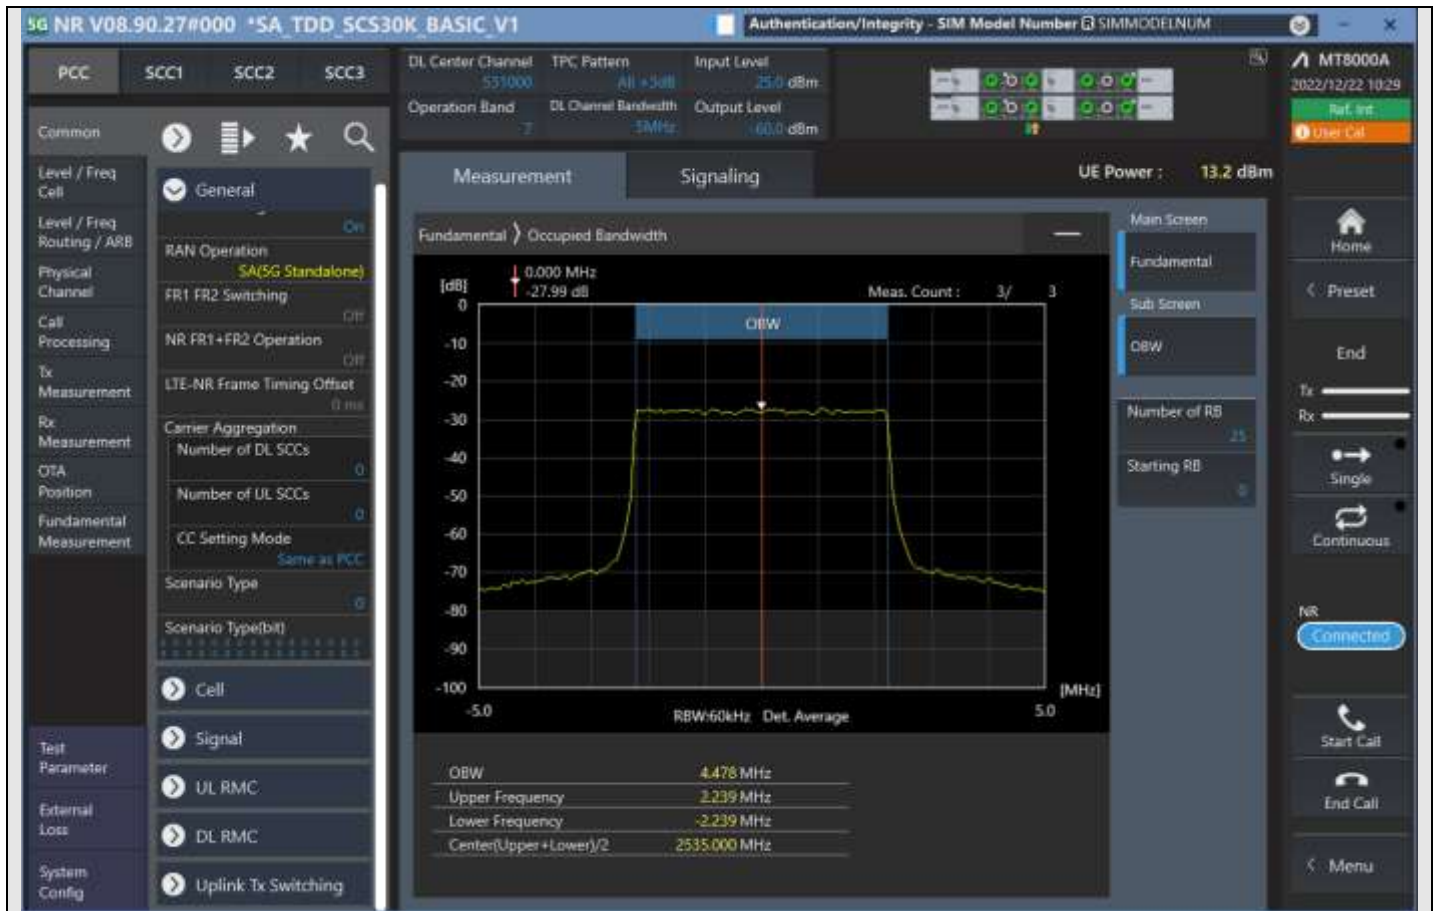 5G NR V08.90.27#000 *SA_TDD_SCS30K_BASIC_V1
Authentication/Integrity - SIM Model Number SIMMODELNUM
PCC SCC1 SCC2 SCC3
DL Center Channel
531000
TPC Pattern
All +3dB
Input Level
25.0 dBm
Operation Band
7
DL Channel Bandwidth
5MHz
Output Level
-60.0 dBm
MT8000A
2022/12/22 10:29
Ref. Int
User Cal
Common
Level / Freq
Cell
Level / Freq
Routing / ARB
Physical
Channel
Call
Processing
Tx
Measurement
Rx
Measurement
OTA
Position
Fundamental
Measurement
Test
Parameter
External
Loss
System
Config
General
On
RAN Operation
SA(5G Standalone)
FR1 FR2 Switching
Off
NR FR1+FR2 Operation
Off
LTE-NR Frame Timing Offset
0 ms
Carrier Aggregation
Number of DL SCCs
0
Number of UL SCCs
0
CC Setting Mode
Same as PCC
Scenario Type
0
Scenario Type(bit)
Cell
Signal
UL RMC
DL RMC
Uplink Tx Switching
Measurement Signaling
UE Power : 13.2 dBm
Fundamental Occupied Bandwidth
0.000 MHz
-27.99 dB
[dB]
Meas. Count : 3/ 3
OBW
0
-10
-20
-30
-40
-50
-60
-70
-80
-90
-100
[MHz]
-5.0 RBW:60kHz Det. Average 5.0
OBW 4.478 MHz
Upper Frequency 2.239 MHz
Lower Frequency -2.239 MHz
Center(Upper+Lower)/2 2535.000 MHz
Main Screen
Fundamental
Sub Screen
OBW
Number of RB
25
Starting RB
0
Home
Preset
End
Tx
Rx
Single
Continuous
NR
Connected
Start Call
End Call
Menu